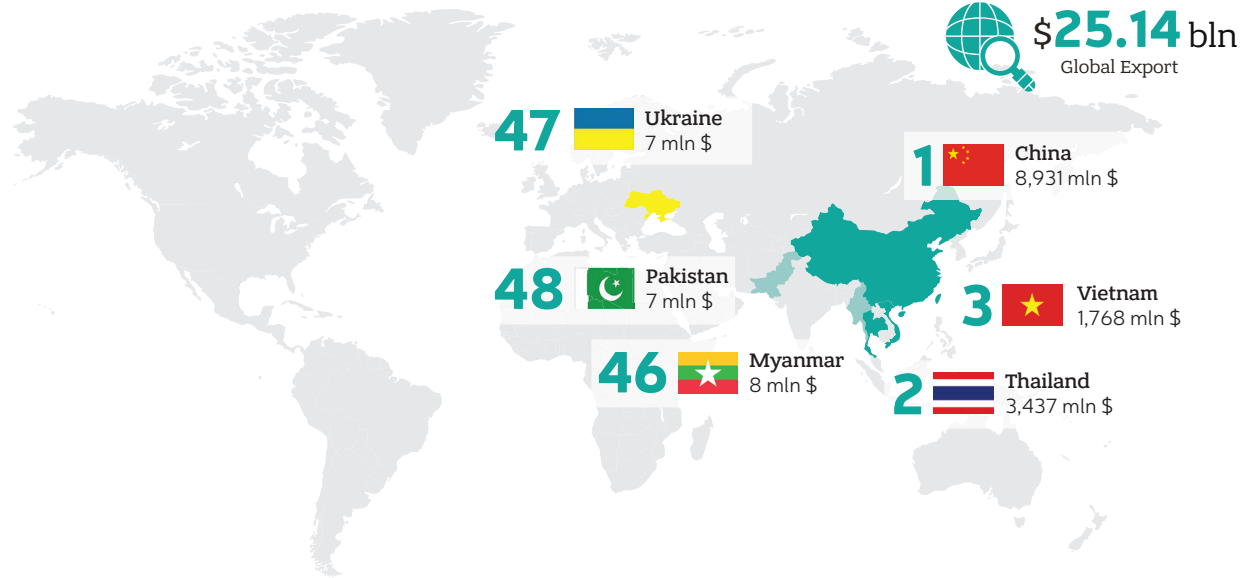 $25.14 bln
Global Export
47
Ukraine
7 mln $
1
China
8,931 mln $
48
Pakistan
7 mln $
3
Vietnam
1,768 mln $
46
Myanmar
8 mln $
2
Thailand
3,437 mln $